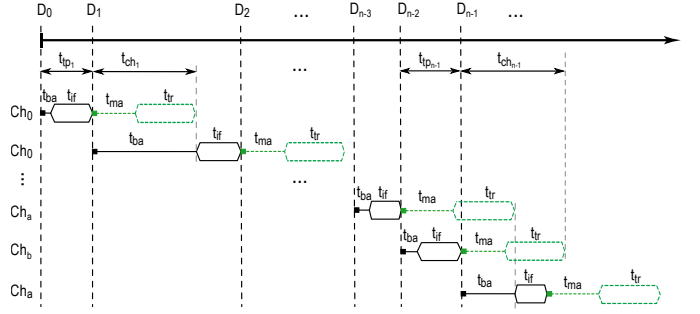 D0 D1 D2 ... Dn-3 Dn-2 Dn-1 ...
ttp1 tch1 ... ttpn-1 tchn-1
Ch0 tba tif tma ttr
Ch0 tba tif tma ttr
... ...
Cha tba tif tma ttr
Chb tba tif tma ttr
Cha tba tif tma ttr